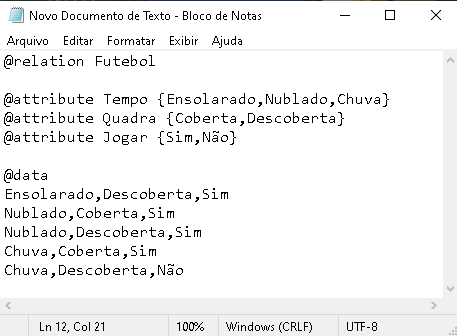 Novo Documento de Texto - Bloco de Notas
Arquivo Editar Formatar Exibir Ajuda
@relation Futebol
@attribute Tempo {Ensolarado,Nublado,Chuva}
@attribute Quadra {Coberta,Descoberta}
@attribute Jogar {Sim,Não}
@data
Ensolarado,Descoberta,Sim
Nublado,Coberta,Sim
Nublado,Descoberta,Sim
Chuva,Coberta,Sim
Chuva,Descoberta,Não
Ln 12, Col 21 100% Windows (CRLF) UTF-8